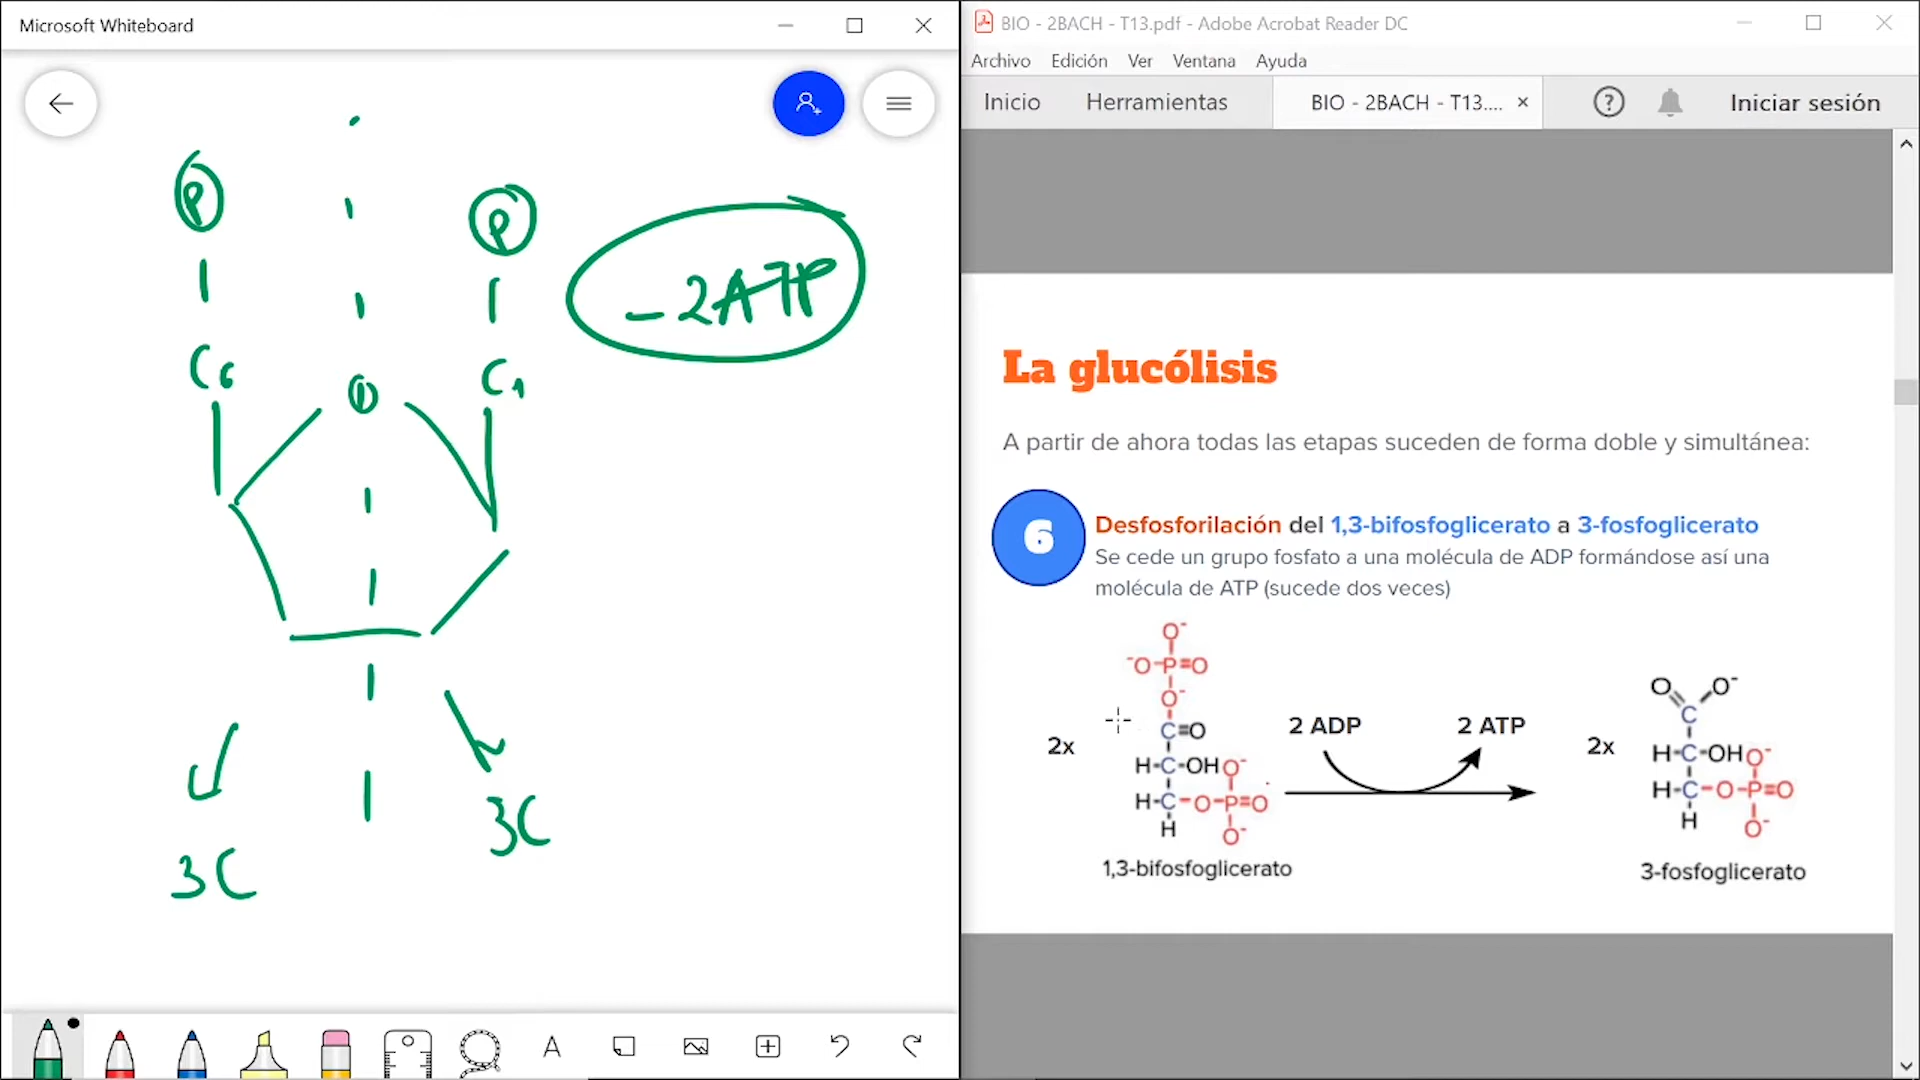 Microsoft Whiteboard
P
P
-2ATP
C6
O
C1
3C
3C
A
BIO - 2BACH - T13.pdf - Adobe Acrobat Reader DC
Archivo Edición Ver Ventana Ayuda
Inicio Herramientas BIO - 2BACH - T13.... × ? Iniciar sesión
La glucólisis
A partir de ahora todas las etapas suceden de forma doble y simultánea:
6
Desfosforilación del 1,3-bifosfoglicerato a 3-fosfoglicerato
Se cede un grupo fosfato a una molécula de ADP formándose así una
molécula de ATP (sucede dos veces)
2x
O⁻
⁻O-P=O
O⁻
C=O
H-C-OH O⁻
H-C-O-P=O
H O⁻
1,3-bifosfoglicerato
2 ADP 2 ATP
2x
O O⁻
C
H-C-OH O⁻
H-C-O-P=O
H O⁻
3-fosfoglicerato